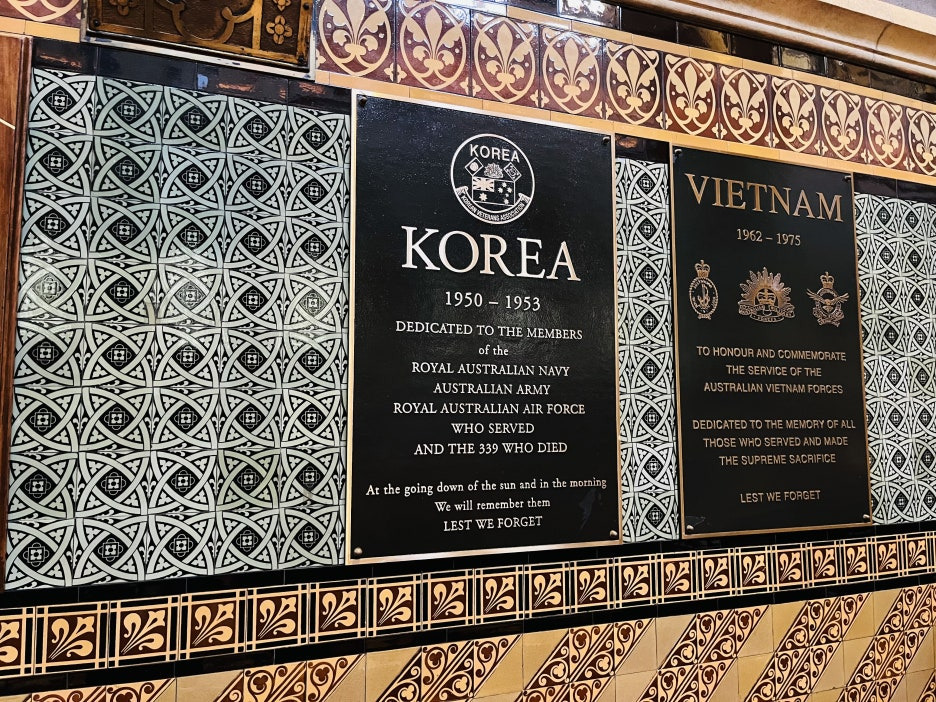 KOREA
KOREA VETERANS ASSOCIATION
KOREA
1950 – 1953
DEDICATED TO THE MEMBERS
of the
ROYAL AUSTRALIAN NAVY
AUSTRALIAN ARMY
ROYAL AUSTRALIAN AIR FORCE
WHO SERVED
AND THE 339 WHO DIED
At the going down of the sun and in the morning
We will remember them
LEST WE FORGET
VIETNAM
1962 – 1975
TO HONOUR AND COMMEMORATE
THE SERVICE OF THE
AUSTRALIAN VIETNAM FORCES
DEDICATED TO THE MEMORY OF ALL
THOSE WHO SERVED AND MADE
THE SUPREME SACRIFICE
LEST WE FORGET